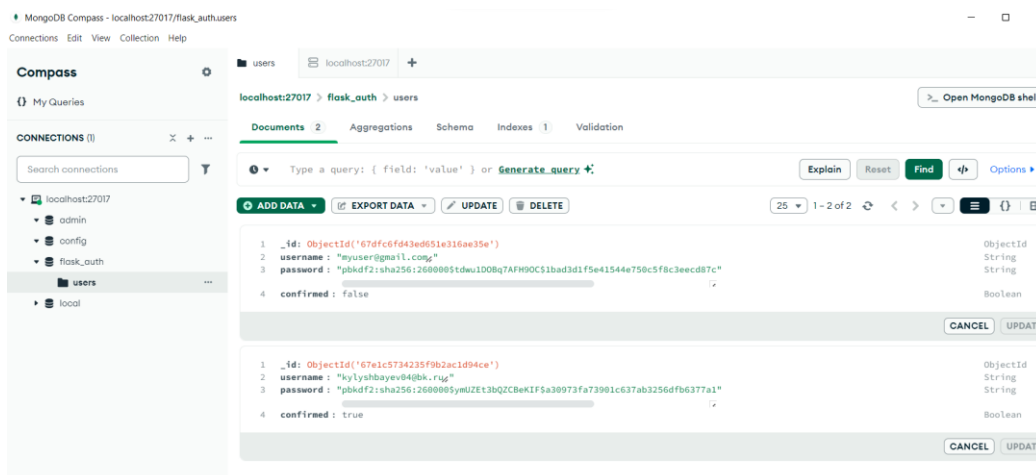 MongoDB Compass - localhost:27017/flask_auth.users
Connections Edit View Collection Help
Compass
{} My Queries
CONNECTIONS (1)
Search connections
localhost:27017
admin
config
flask_auth
users
local
users
localhost:27017
localhost:27017 > flask_auth > users
>_ Open MongoDB shel
Documents 2 Aggregations Schema Indexes 1 Validation
Type a query: { field: 'value' } or Generate query
Explain Reset Find </> Options
ADD DATA EXPORT DATA UPDATE DELETE
25 1 – 2 of 2 {}
1 _id: ObjectId('67dfc6fd43ed651e316ae35e') ObjectId
2 username : "myuser@gmail.com" String
3 password : "pbkdf2:sha256:260000$tdwu1DOBq7AFH9OC$1bad3d1f5e41544e750c5f8c3eecd87c" String
4 confirmed : false Boolean
CANCEL UPDAT
1 _id: ObjectId('67e1c5734235f9b2ac1d94ce') ObjectId
2 username : "kylyshbayev04@bk.ru" String
3 password : "pbkdf2:sha256:260000$ymUZEt3bQZCBeKIF$a30973fa73901c637ab3256dfb6377a1" String
4 confirmed : true Boolean
CANCEL UPDAT